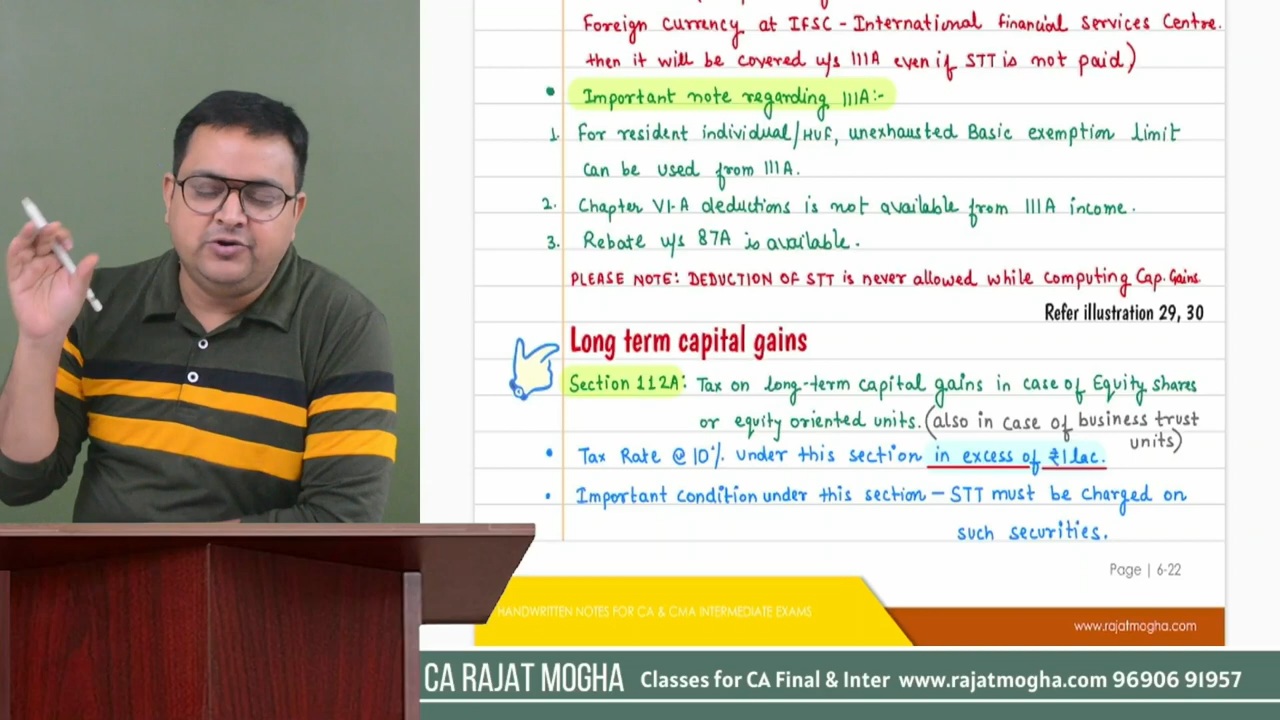 Foreign Currency at IFSC - International Financial Services Centre.
then it will be covered u/s 111A even if STT is not paid)
• Important note regarding 111A:-
1. For resident individual/HUF, unexhausted Basic exemption limit
can be used from 111A.
2. Chapter VI-A deductions is not available from 111A income.
3. Rebate u/s 87A is available.
PLEASE NOTE: DEDUCTION OF STT is never allowed while computing Cap. Gains
Refer illustration 29, 30
Long term capital gains
Section 112A: Tax on long-term capital gains in case of Equity shares
or equity oriented units. (also in case of business trust
units)
• Tax Rate @ 10% under this section in excess of ₹1 lac.
• Important condition under this section – STT must be charged on
such securities.
Page | 6-22
HANDWRITTEN NOTES FOR CA & CMA INTERMEDIATE EXAMS
www.rajatmogha.com
CA RAJAT MOGHA Classes for CA Final & Inter www.rajatmogha.com 96906 91957